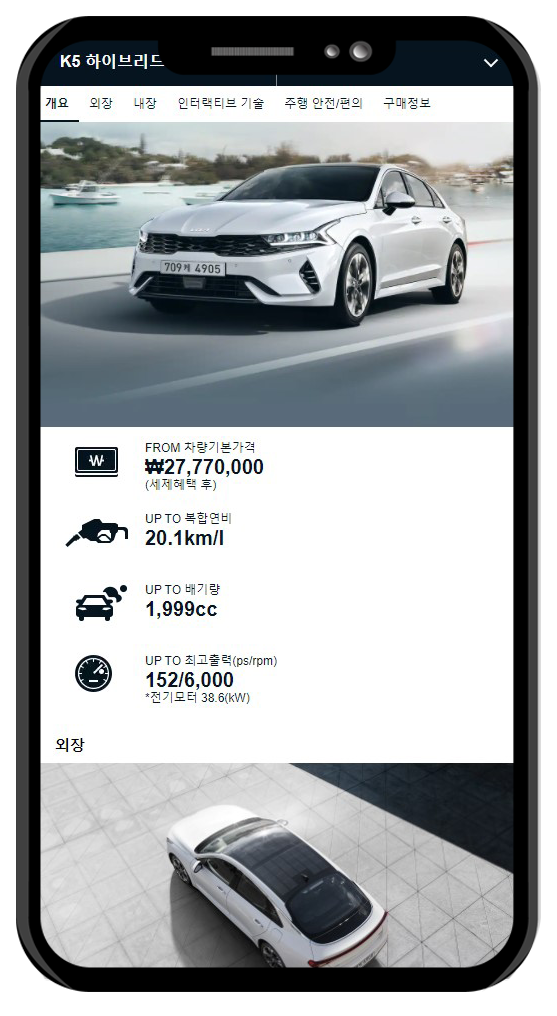 K5 하이브리드
개요 외장 내장 인터랙티브 기술 주행 안전/편의 구매정보
709케 4905
FROM 차량기본가격
₩27,770,000
(세제혜택 후)
UP TO 복합연비
20.1km/l
UP TO 배기량
1,999cc
UP TO 최고출력(ps/rpm)
152/6,000
*전기모터 38.6(kW)
외장